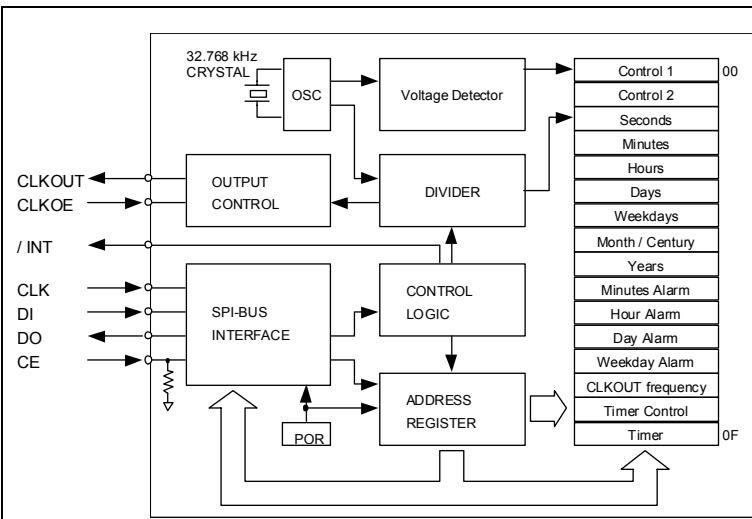 32.768 kHz
CRYSTAL
OSC
Voltage Detector
Control 1
00
Control 2
Seconds
Minutes
Hours
Days
Weekdays
Month / Century
Years
Minutes Alarm
Hour Alarm
Day Alarm
Weekday Alarm
CLKOUT frequency
Timer Control
Timer
0F
CLKOUT
CLKOE
OUTPUT
CONTROL
DIVIDER
/ INT
CLK
DI
DO
CE
SPI-BUS
INTERFACE
CONTROL
LOGIC
ADDRESS
REGISTER
POR